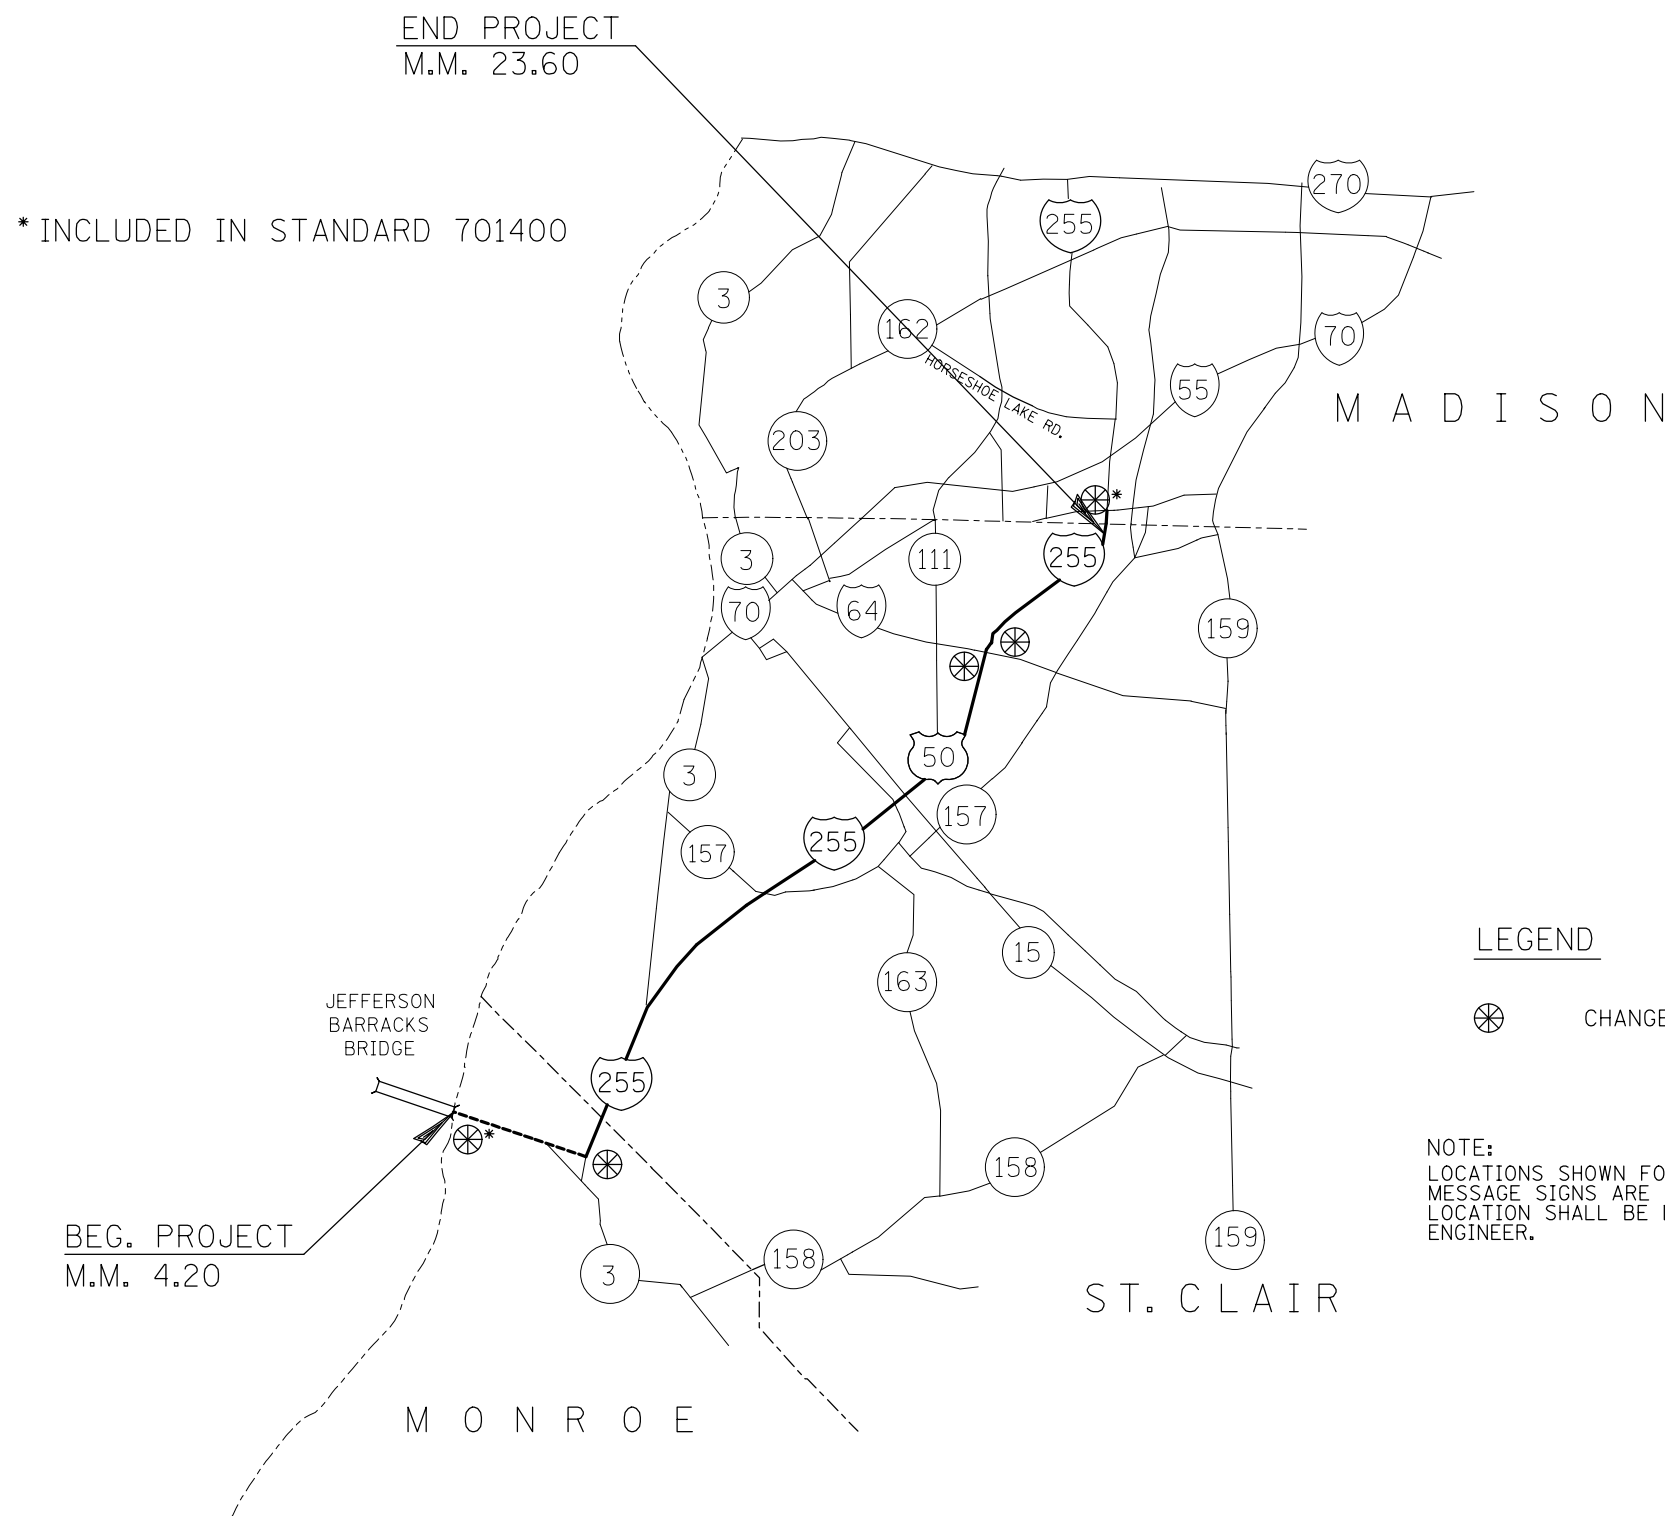 END PROJECT
M.M. 23.60
* INCLUDED IN STANDARD 701400
270
255
3
162
70
HORSESHOE LAKE RD.
55
MADISON
203
*
3
111
255
70
64
159
50
3
157
255
157
LEGEND
15
163
JEFFERSON
BARRACKS
BRIDGE
CHANGE
255
*
NOTE:
158
LOCATIONS SHOWN FO
MESSAGE SIGNS ARE
LOCATION SHALL BE
ENGINEER.
BEG. PROJECT
M.M. 4.20
159
158
3
ST. CLAIR
MONROE